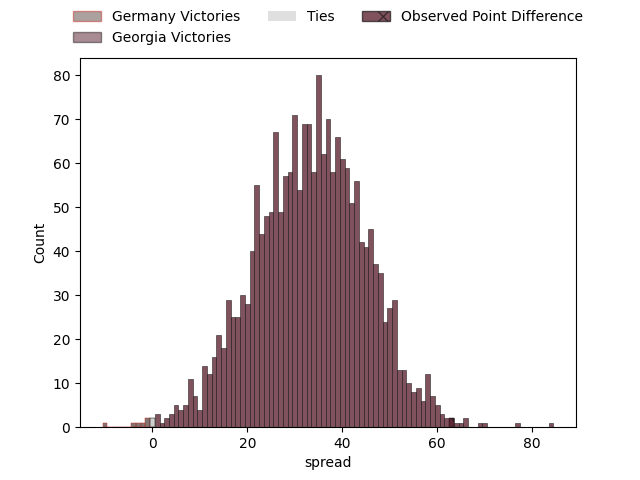 Germany Victories
Georgia Victories
Ties
Observed Point Difference
80
70
60
50
40
30
20
10
0
Count
0 20 40 60 80
spread